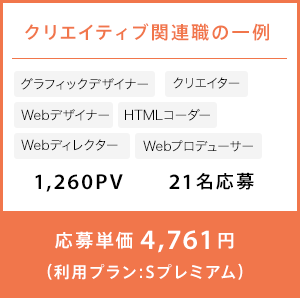 クリエイティブ関連職の一例
グラフィックデザイナー クリエイター
Webデザイナー HTMLコーダー
Webディレクター Webプロデューサー
1,260PV 21名応募
応募単価 4,761円
(利用プラン:Sプレミアム)